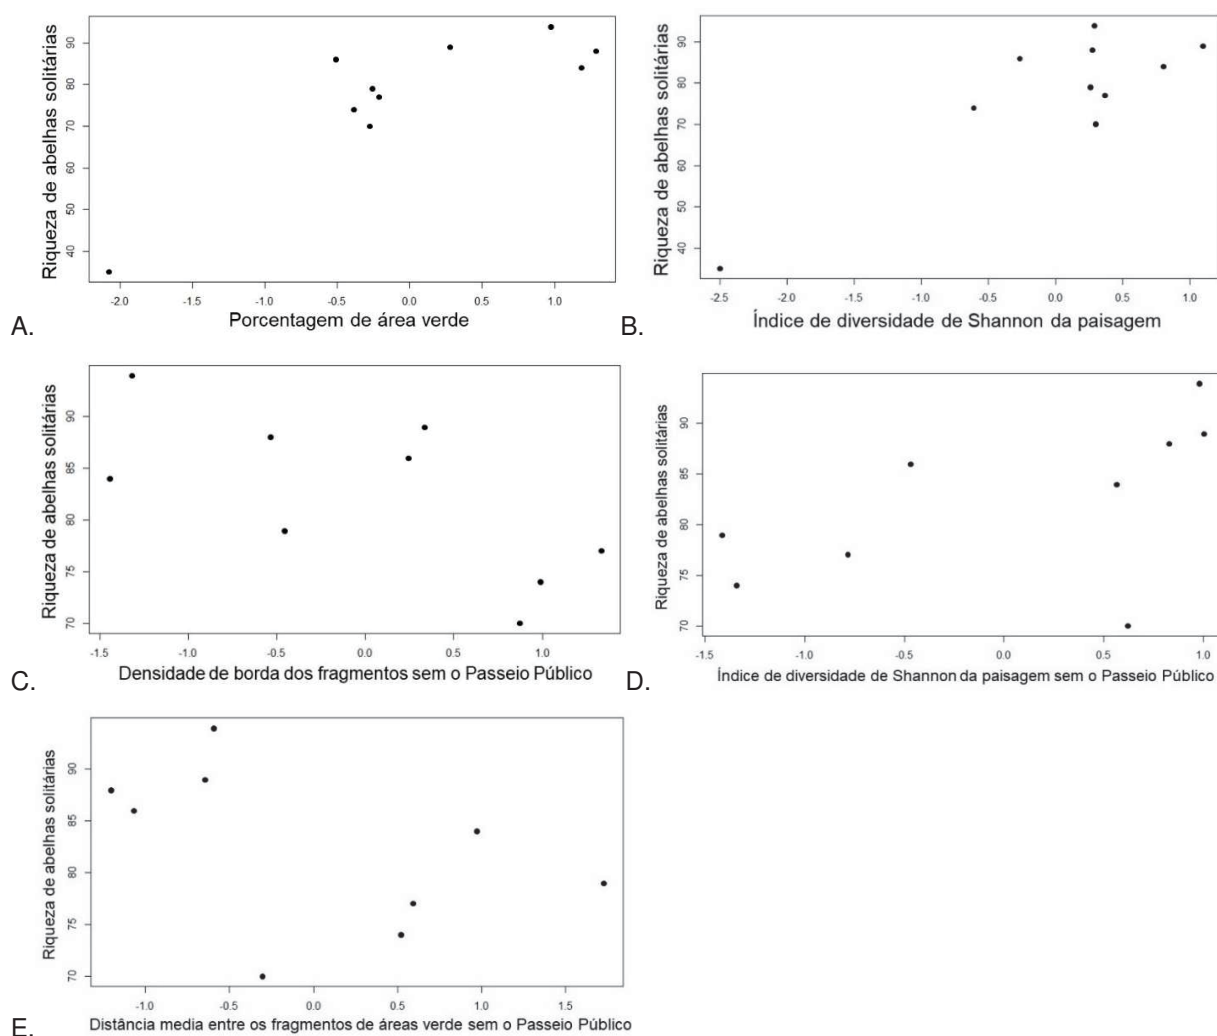 Riqueza de abelhas solitárias
90
80
70
60
50
40
-2.0 -1.5 -1.0 -0.5 0.0 0.5 1.0
Porcentagem de área verde
A.
Riqueza de abelhas solitárias
90
80
70
60
50
40
-2.5 -2.0 -1.5 -1.0 -0.5 0.0 0.5 1.0
Índice de diversidade de Shannon da paisagem
B.
Riqueza de abelhas solitárias
90
85
80
75
70
-1.5 -1.0 -0.5 0.0 0.5 1.0
Densidade de borda dos fragmentos sem o Passeio Público
C.
Riqueza de abelhas solitárias
90
85
80
75
70
-1.5 -1.0 -0.5 0.0 0.5 1.0
Índice de diversidade de Shannon da paisagem sem o Passeio Público
D.
Riqueza de abelhas solitárias
90
85
80
75
70
-1.0 -0.5 0.0 0.5 1.0 1.5
Distância media entre os fragmentos de áreas verde sem o Passeio Público
E.